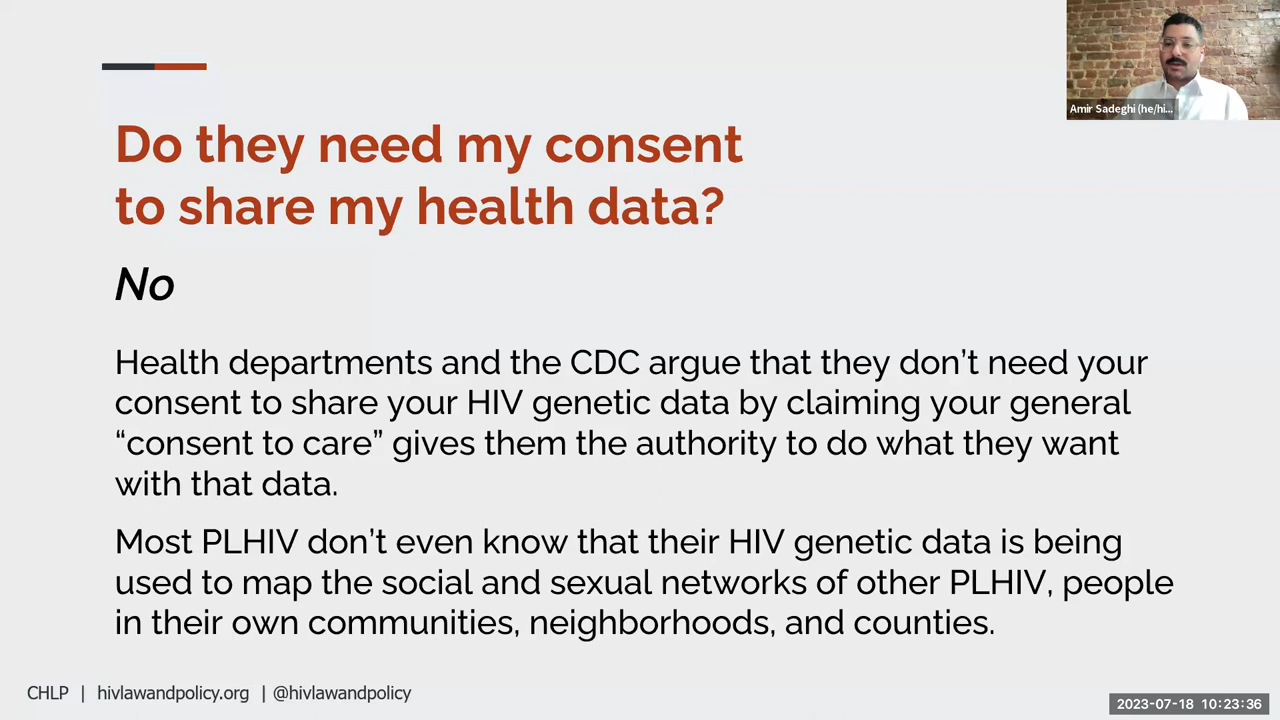 Amir Sadeghi (he/hi...
Do they need my consent
to share my health data?
No
Health departments and the CDC argue that they don’t need your
consent to share your HIV genetic data by claiming your general
“consent to care” gives them the authority to do what they want
with that data.
Most PLHIV don’t even know that their HIV genetic data is being
used to map the social and sexual networks of other PLHIV, people
in their own communities, neighborhoods, and counties.
CHLP | hivlawandpolicy.org | @hivlawandpolicy
2023-07-18 10:23:36